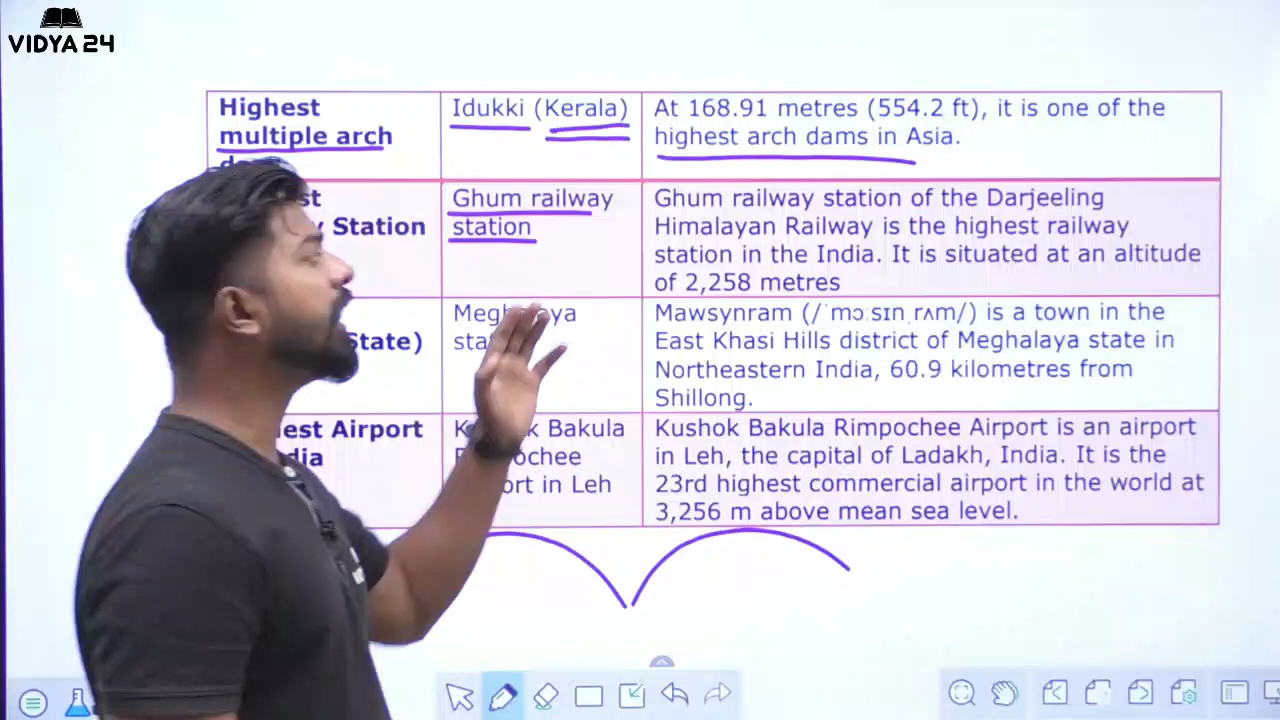 VIDYA 24
Highest
multiple arch
Idukki (Kerala)
At 168.91 metres (554.2 ft), it is one of the
highest arch dams in Asia.
Station
Ghum railway
station
Ghum railway station of the Darjeeling
Himalayan Railway is the highest railway
station in the India. It is situated at an altitude
of 2,258 metres
State)
Meghalaya
Mawsynram (/ˈmɔːsɪnˌrʌm/) is a town in the
East Khasi Hills district of Meghalaya state in
Northeastern India, 60.9 kilometres from
Shillong.
Airport
Bakula
in Leh
Kushok Bakula Rimpochee Airport is an airport
in Leh, the capital of Ladakh, India. It is the
23rd highest commercial airport in the world at
3,256 m above mean sea level.